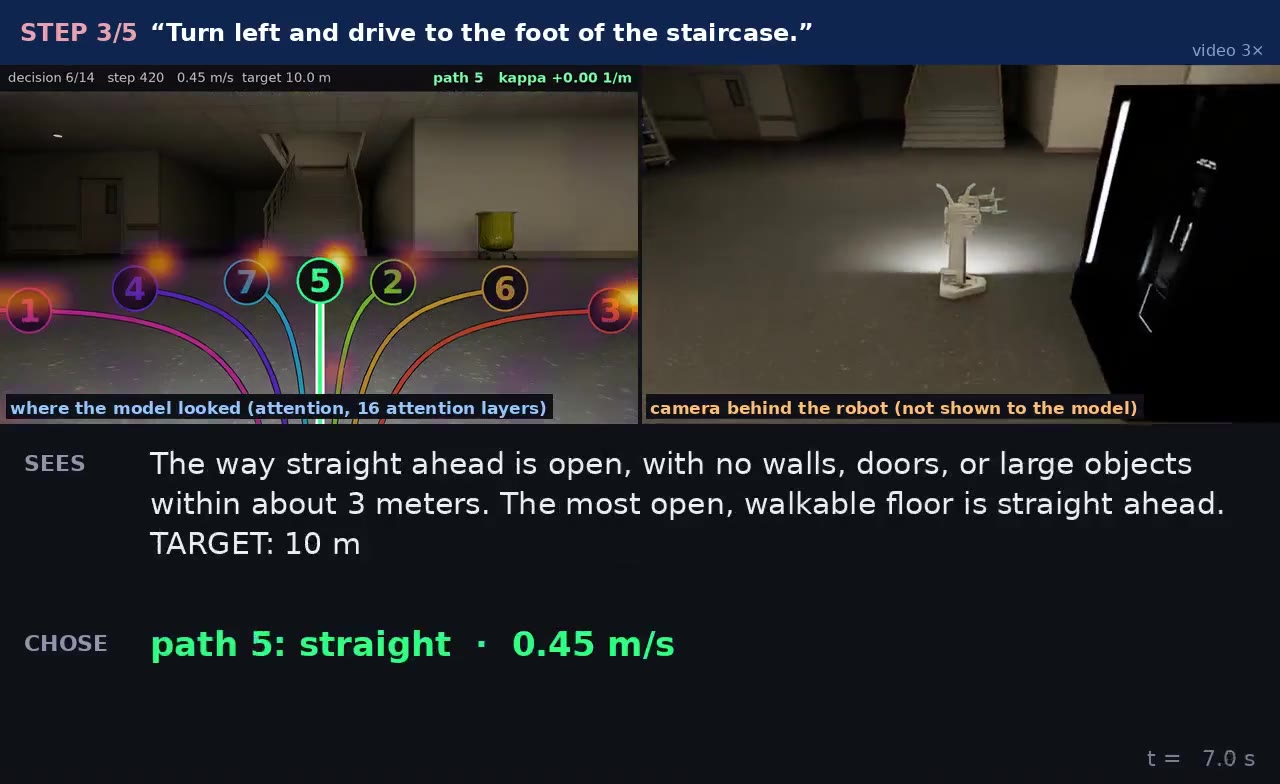 STEP 3/5 “Turn left and drive to the foot of the staircase.”
video 3×
decision 6/14 step 420 0.45 m/s target 10.0 m path 5 kappa +0.00 1/m
1 4 7 5 2 6 3
where the model looked (attention, 16 attention layers)
camera behind the robot (not shown to the model)
SEES The way straight ahead is open, with no walls, doors, or large objects
within about 3 meters. The most open, walkable floor is straight ahead.
TARGET: 10 m
CHOSE path 5: straight · 0.45 m/s
t = 7.0 s